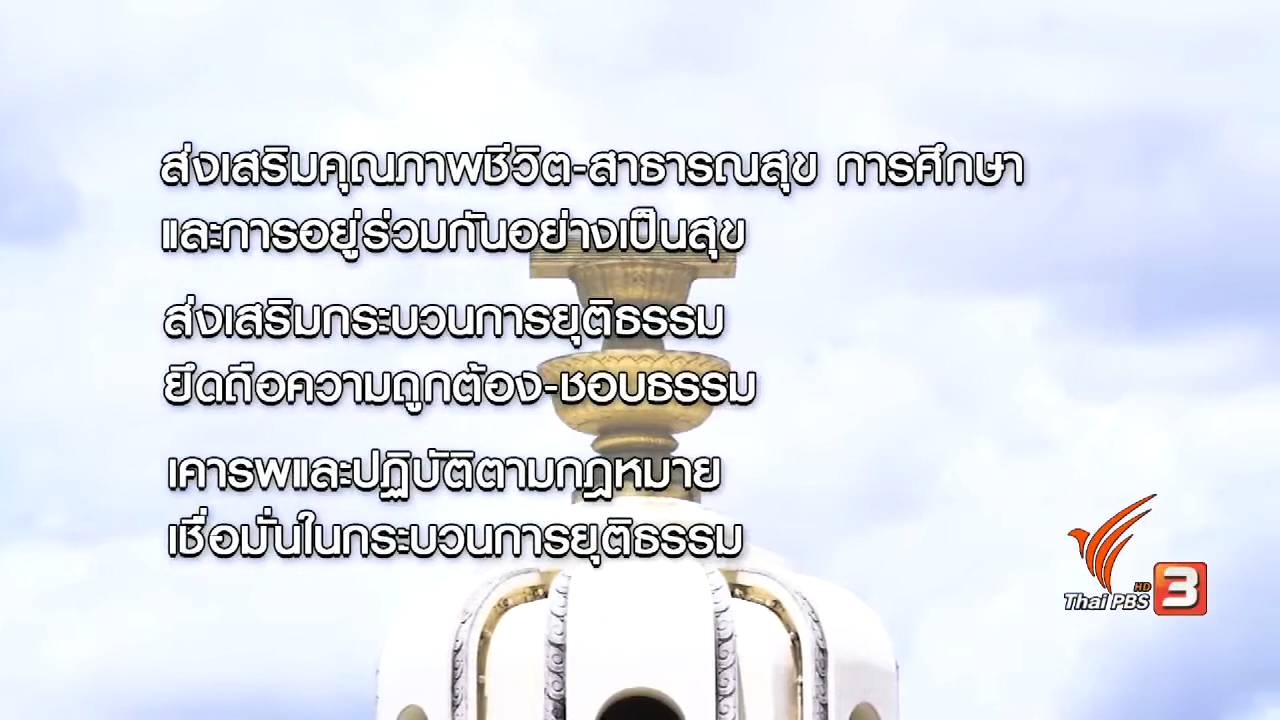 ส่งเสริมคุณภาพชีวิต-สาธารณสุข การศึกษา
และการอยู่ร่วมกันอย่างเป็นสุข
ส่งเสริมกระบวนการยุติธรรม
ยึดถือความถูกต้อง-ชอบธรรม
เคารพและปฏิบัติตามกฎหมาย
เชื่อมั่นในกระบวนการยุติธรรม
HD
Thai PBS 3